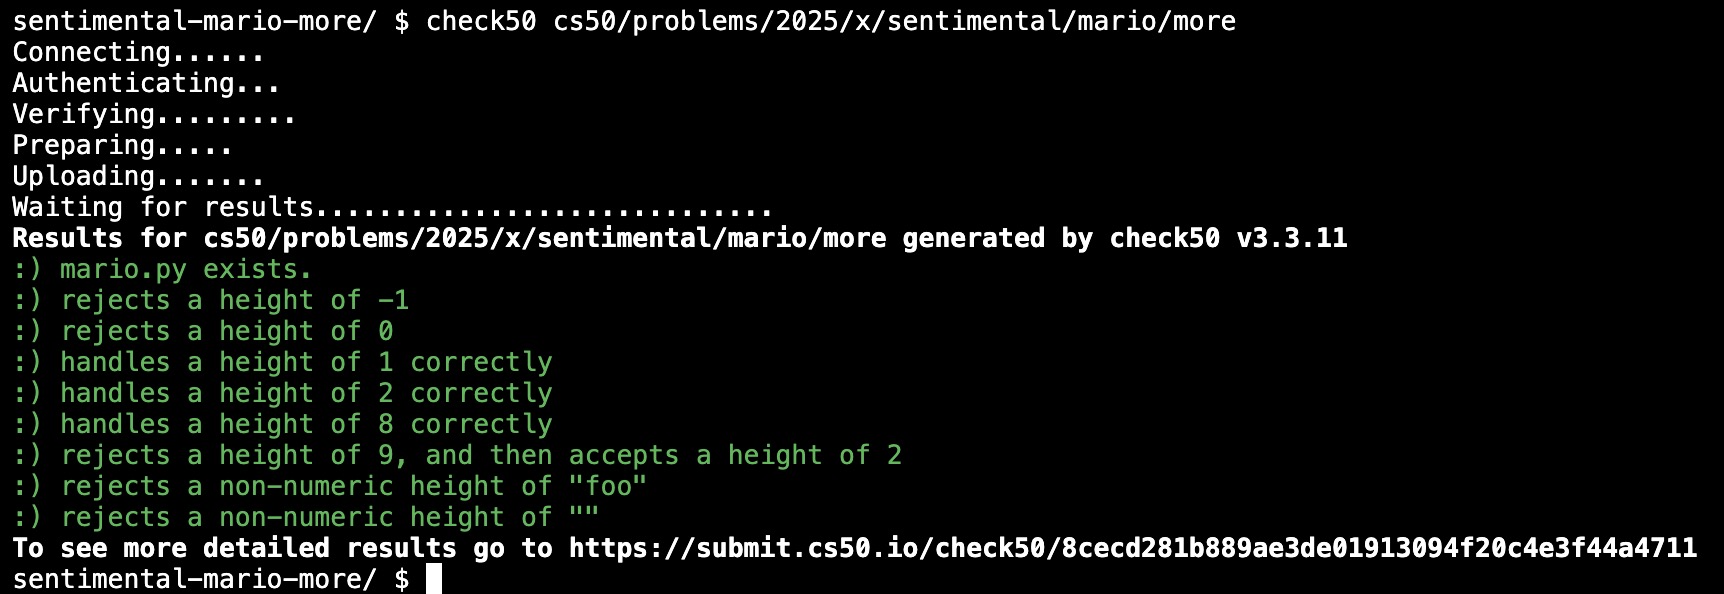 sentimental-mario-more/ $ check50 cs50/problems/2025/x/sentimental/mario/more
Connecting......
Authenticating...
Verifying.........
Preparing.....
Uploading.......
Waiting for results.............................
Results for cs50/problems/2025/x/sentimental/mario/more generated by check50 v3.3.11
:) mario.py exists.
:) rejects a height of -1
:) rejects a height of 0
:) handles a height of 1 correctly
:) handles a height of 2 correctly
:) handles a height of 8 correctly
:) rejects a height of 9, and then accepts a height of 2
:) rejects a non-numeric height of "foo"
:) rejects a non-numeric height of ""
To see more detailed results go to https://submit.cs50.io/check50/8cecd281b889ae3de01913094f20c4e3f44a4711
sentimental-mario-more/ $